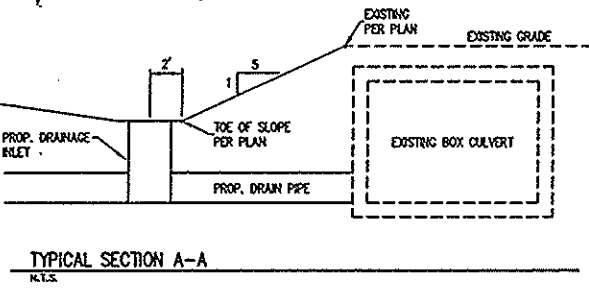 EXISTING
PER PLAN
EXISTING GRADE
2'
5
1
TOE OF SLOPE
PER PLAN
PROP. DRAINAGE
INLET
EXISTING BOX CULVERT
PROP. DRAIN PIPE
TYPICAL SECTION A-A
N.T.S.